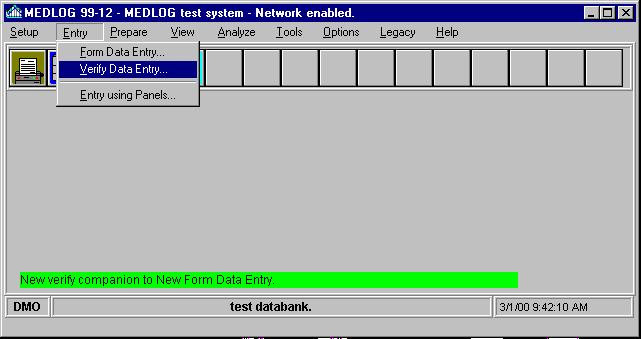 MEDLOG 99-12 - MEDLOG test system - Network enabled.
Setup Entry Prepare View Analyze Tools Options Legacy Help
Form Data Entry...
Verify Data Entry...
Entry using Panels...
New verify companion to New Form Data Entry.
DMO test databank. 3/1/00 9:42:10 AM